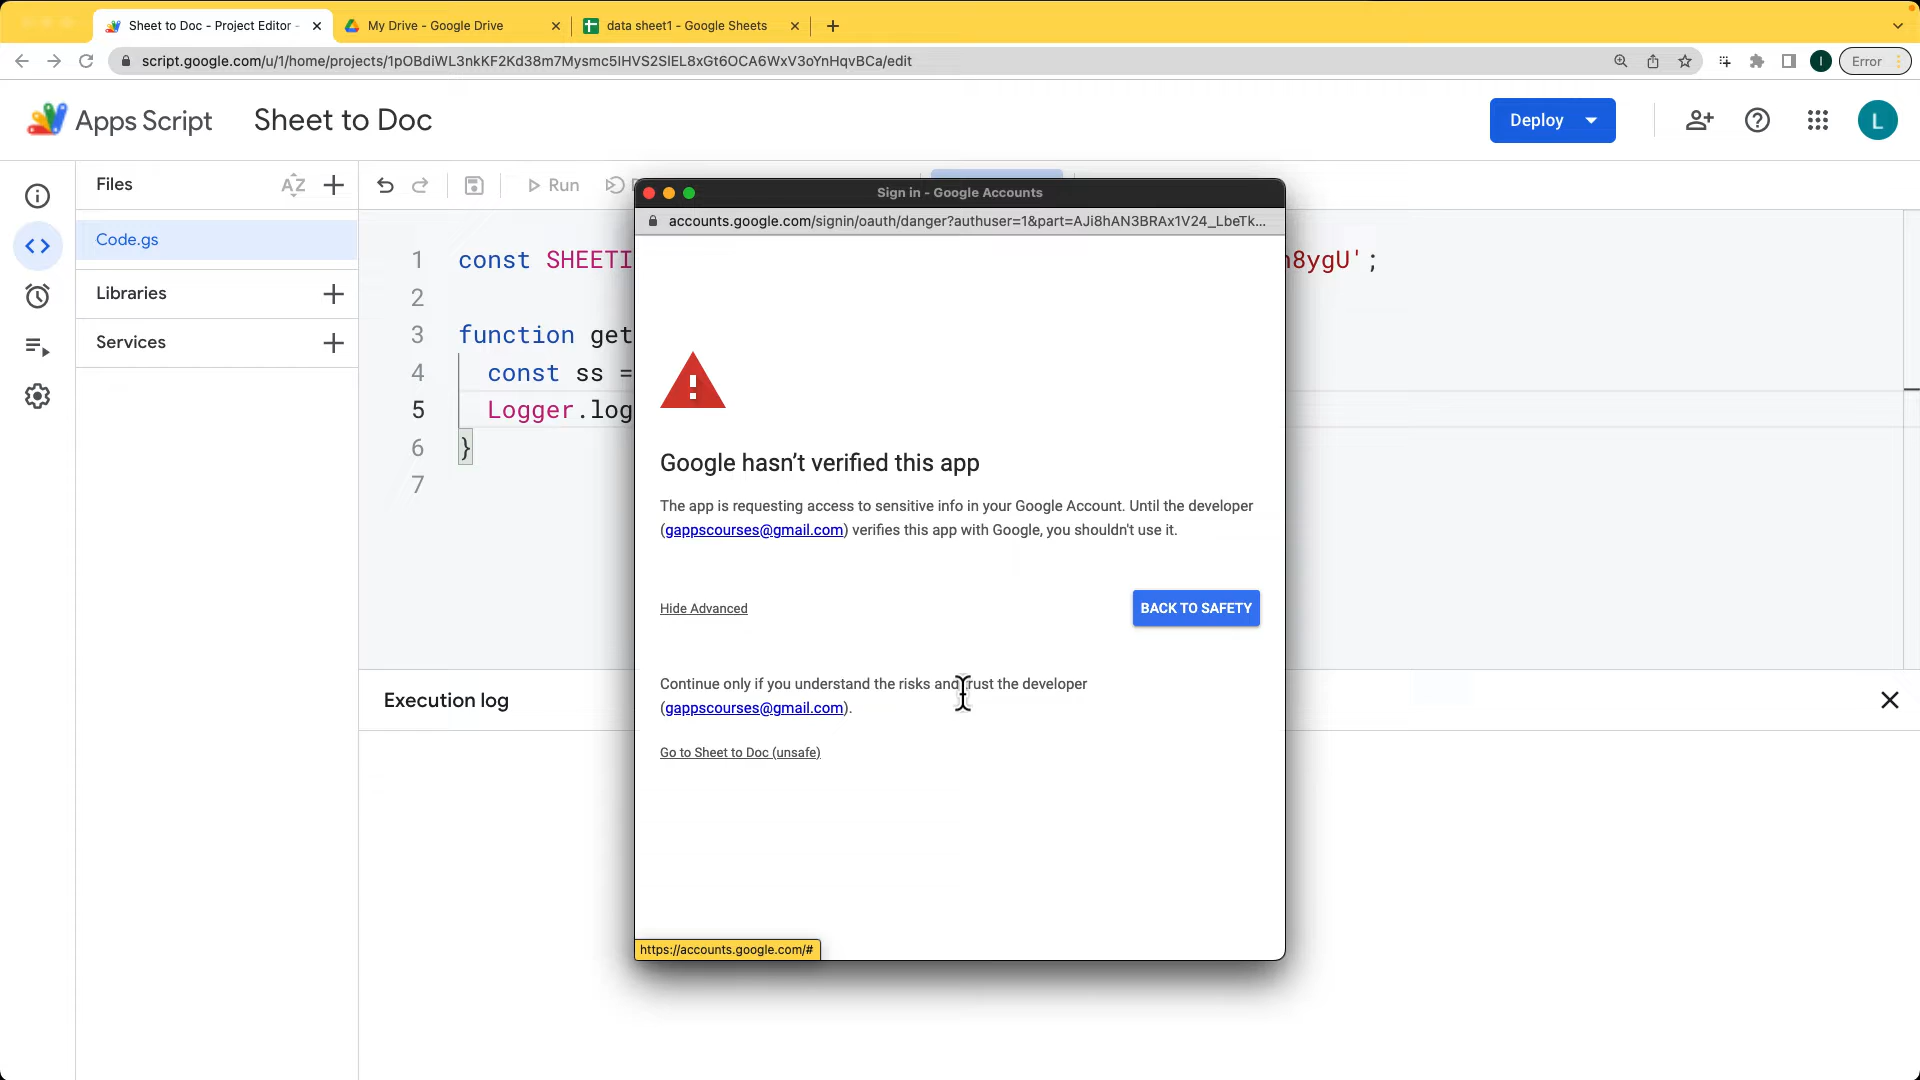 Sheet to Doc - Project Editor -
My Drive - Google Drive
data sheet1 - Google Sheets
script.google.com/u/1/home/projects/1pOBdiWL3nkKF2Kd38m7Mysmc5IHVS2SlEL8xGt6OCA6WxV3oYnHqvBCa/edit
I
Error
Apps Script
Sheet to Doc
Deploy
L
Files
AZ
Run
Code.gs
Libraries
Services
1 const SHEETI
n8ygU';
2
3 function get
4 const ss =
5 Logger.log
6 }
7
Sign in - Google Accounts
accounts.google.com/signin/oauth/danger?authuser=1&part=AJi8hAN3BRAx1V24_LbeTk...
Google hasn't verified this app
The app is requesting access to sensitive info in your Google Account. Until the developer
(gappscourses@gmail.com) verifies this app with Google, you shouldn't use it.
Hide Advanced
BACK TO SAFETY
Continue only if you understand the risks and trust the developer
(gappscourses@gmail.com).
Go to Sheet to Doc (unsafe)
https://accounts.google.com/#
Execution log